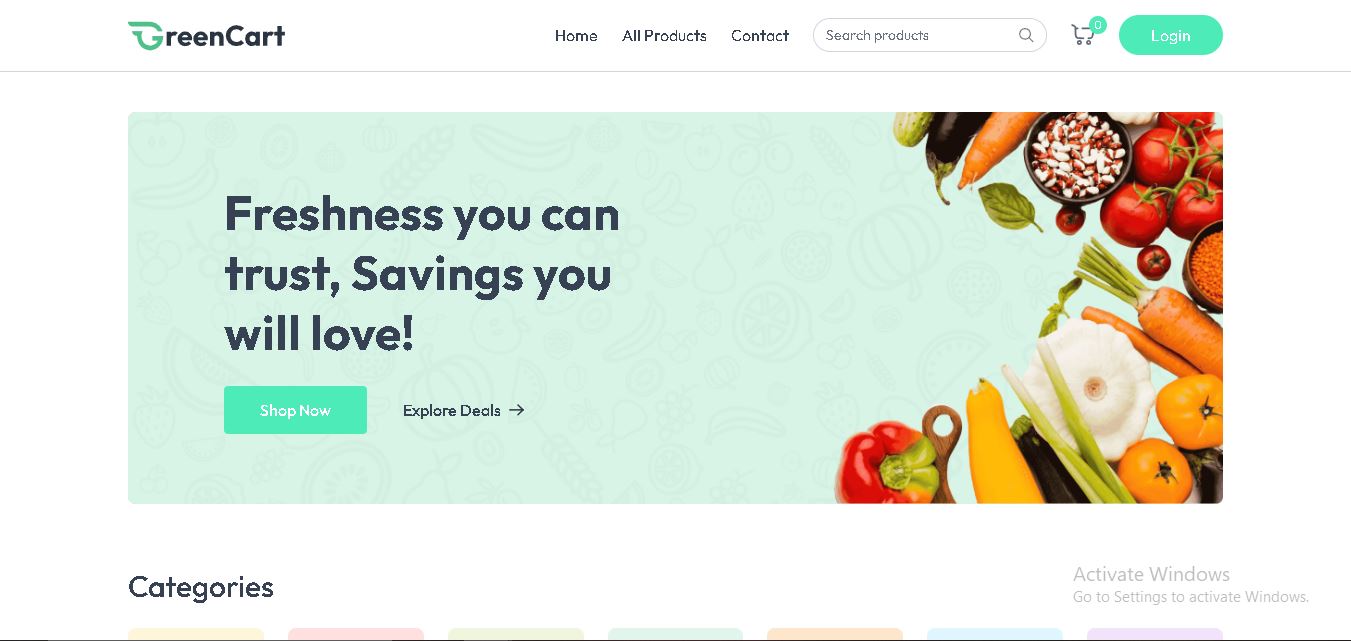 GreenCart
Home
All Products
Contact
Search products
0
Login
Freshness you can
trust, Savings you
will love!
Shop Now
Explore Deals
Categories
Activate Windows
Go to Settings to activate Windows.